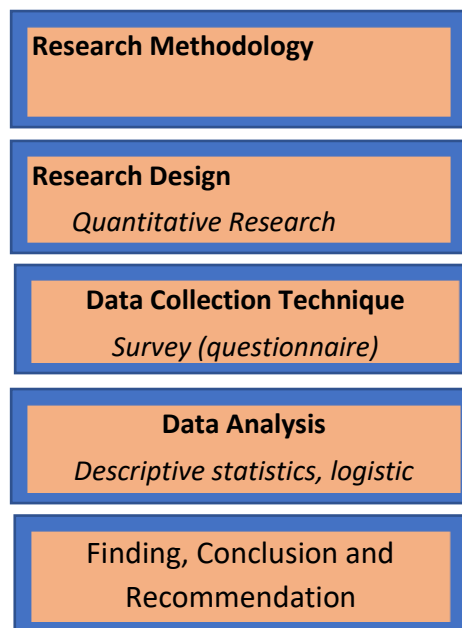 Research Methodology
Research Design
Quantitative Research
Data Collection Technique
Survey (questionnaire)
Data Analysis
Descriptive statistics, logistic
Finding, Conclusion and
Recommendation